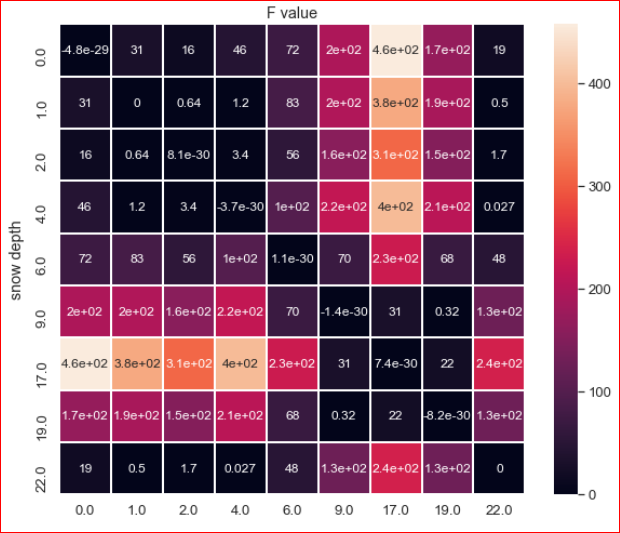 F value
0.0 -4.8e-29 31 16 46 72 2e+02 4.6e+02 1.7e+02 19
1.0 31 0 0.64 1.2 83 2e+02 3.8e+02 1.9e+02 0.5
2.0 16 0.64 8.1e-30 3.4 56 1.6e+02 3.1e+02 1.5e+02 1.7
4.0 46 1.2 3.4 -3.7e-30 1e+02 2.2e+02 4e+02 2.1e+02 0.027
6.0 72 83 56 1e+02 1.1e-30 70 2.3e+02 68 48
9.0 2e+02 2e+02 1.6e+02 2.2e+02 70 -1.4e-30 31 0.32 1.3e+02
17.0 4.6e+02 3.8e+02 3.1e+02 4e+02 2.3e+02 31 7.4e-30 22 2.4e+02
19.0 1.7e+02 1.9e+02 1.5e+02 2.1e+02 68 0.32 22 -8.2e-30 1.3e+02
22.0 19 0.5 1.7 0.027 48 1.3e+02 2.4e+02 1.3e+02 0
0.0 1.0 2.0 4.0 6.0 9.0 17.0 19.0 22.0
snow depth
400
300
200
100
0